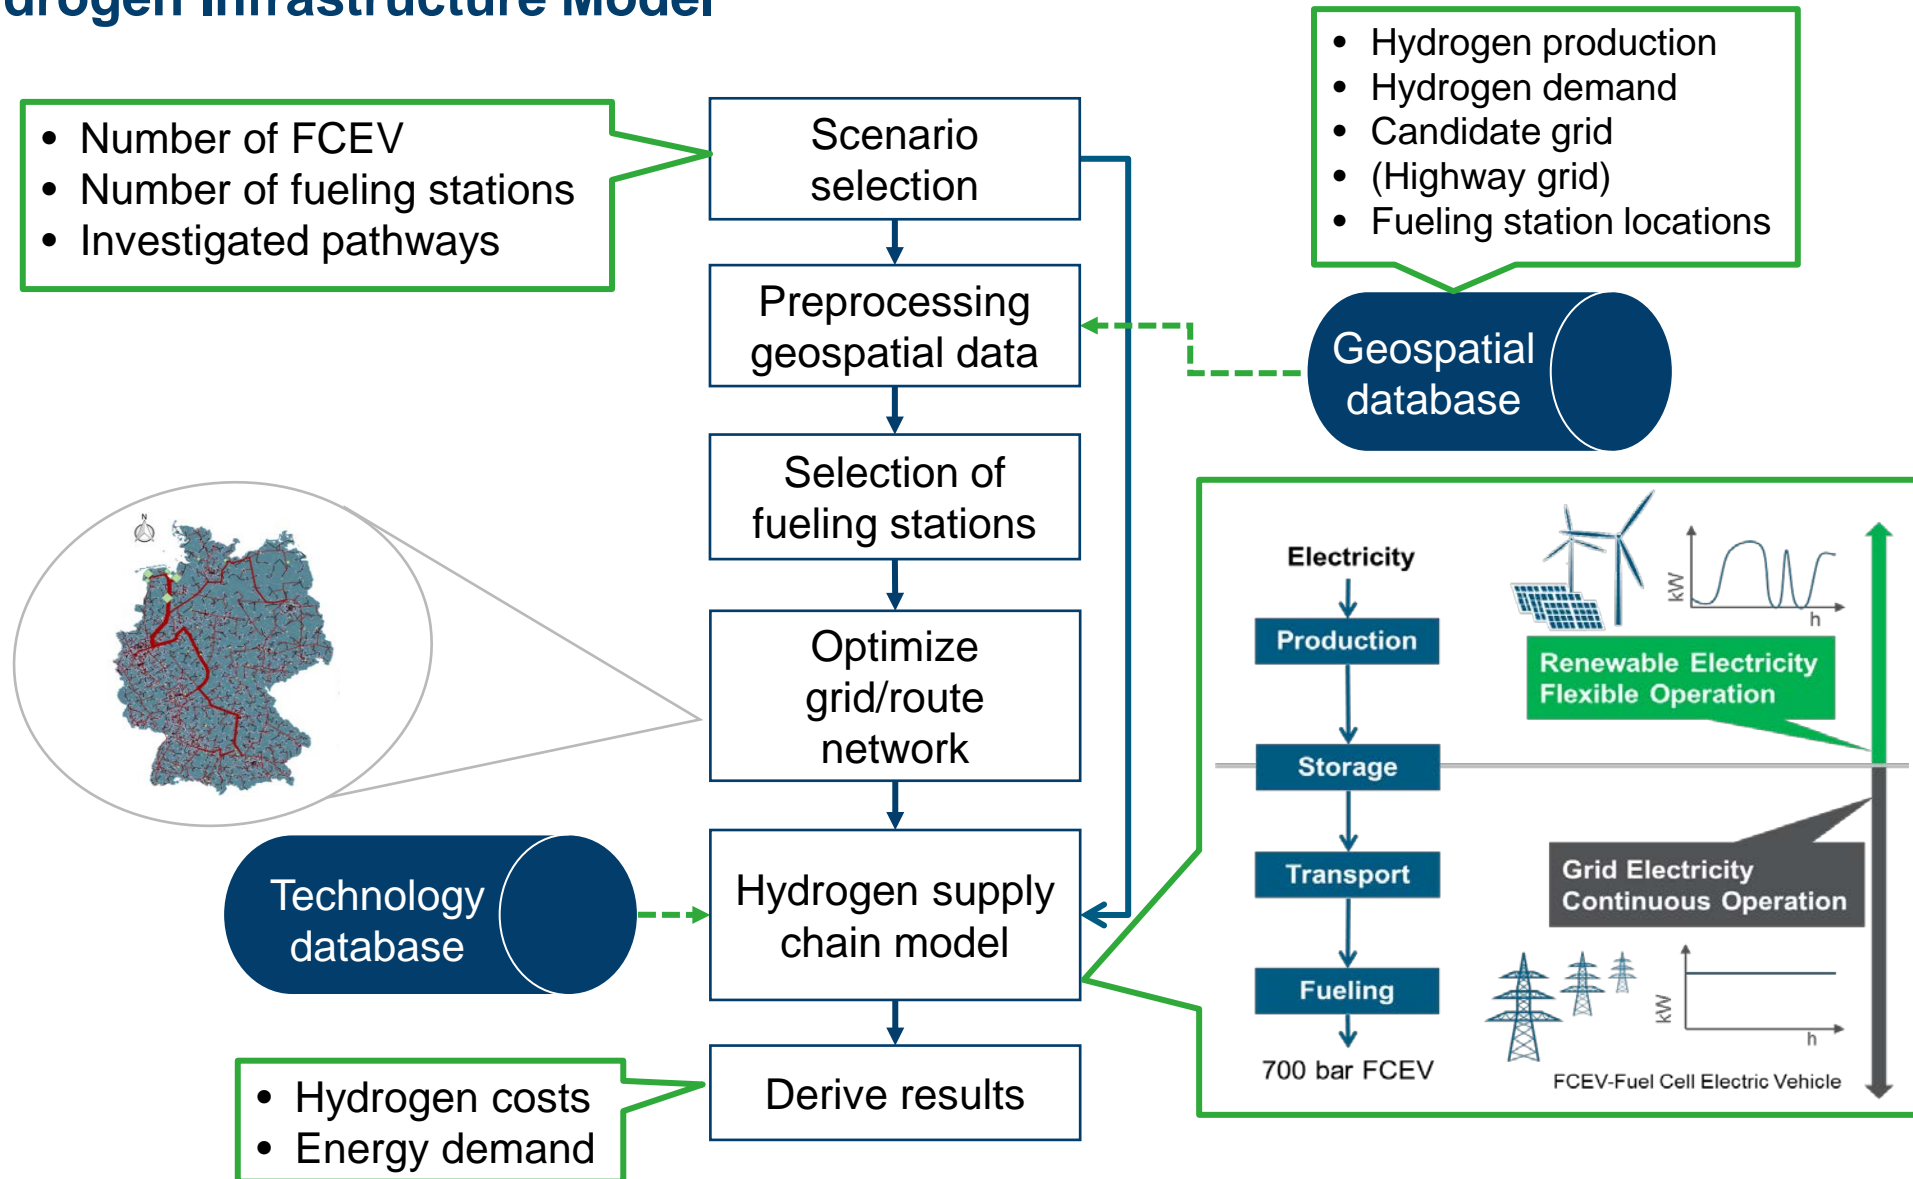 drogen Infrastructure Model
• Number of FCEV
• Number of fueling stations
• Investigated pathways
Scenario
selection
• Hydrogen production
• Hydrogen demand
• Candidate grid
• (Highway grid)
• Fueling station locations
Preprocessing
geospatial data
Geospatial
database
Selection of
fueling stations
N
Optimize
grid/route
network
Technology
database
Hydrogen supply
chain model
Electricity
Production
Storage
Transport
Fueling
700 bar FCEV
kW
h
Renewable Electricity
Flexible Operation
Grid Electricity
Continuous Operation
kW
h
FCEV-Fuel Cell Electric Vehicle
Derive results
• Hydrogen costs
• Energy demand